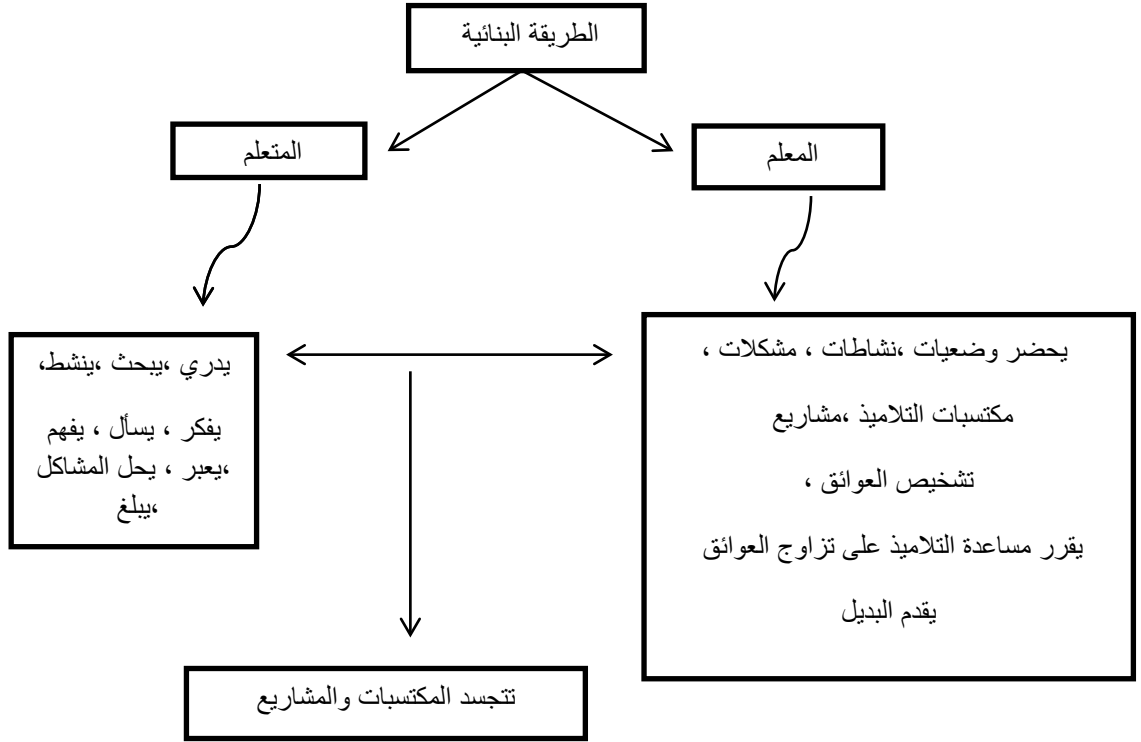 الطريقة البنائية
المعلم
المتعلم
يحضر وضعيات ،نشاطات ، مشكلات ،
مكتسبات التلاميذ ،مشاريع
تشخيص العوائق ،
يقرر مساعدة التلاميذ على تزاوج العوائق
يقدم البديل
يدري ،يبحث ،ينشط،
يفكر ، يسأل ، يفهم
،يعبر ، يحل المشاكل
،يبلغ
تتجسد المكتسبات والمشاريع